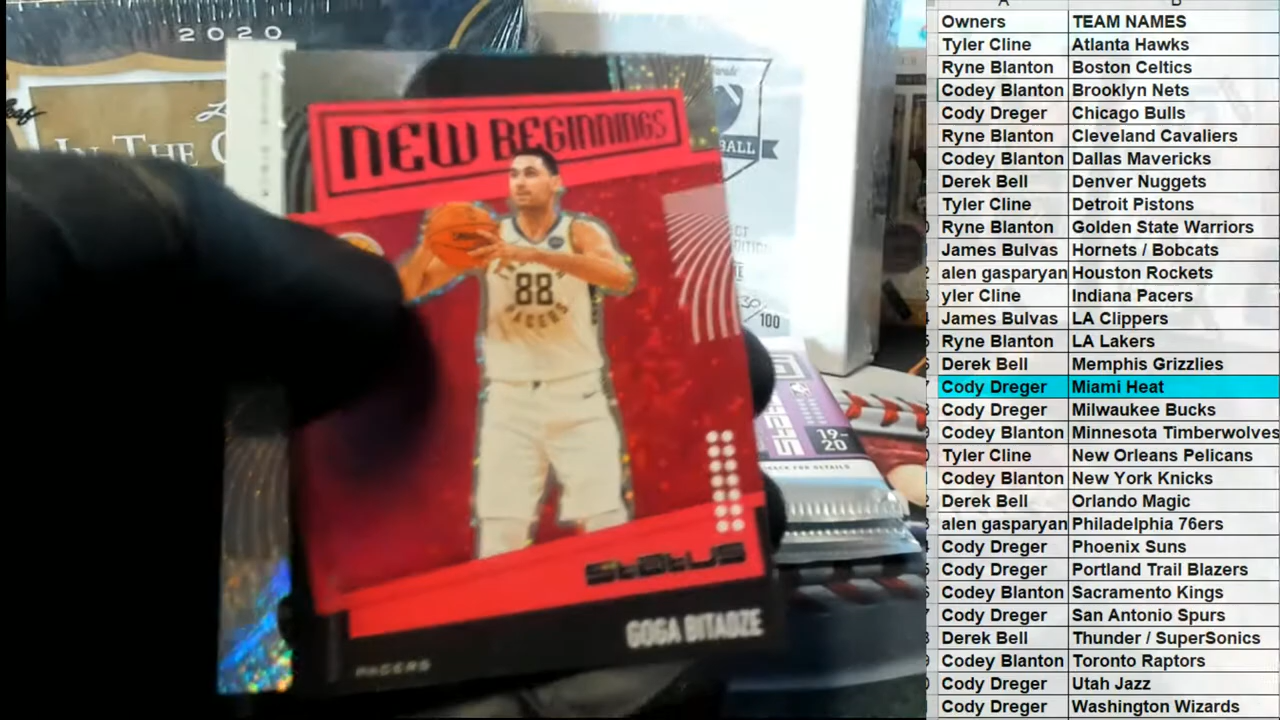 2020
IN THE
NEW BEGINNINGS
BALL
88
PACERS
/100
19-
20
status
GOGA BITADZE
PACERS
Owners TEAM NAMES
Tyler Cline Atlanta Hawks
Ryne Blanton Boston Celtics
Codey Blanton Brooklyn Nets
Cody Dreger Chicago Bulls
Ryne Blanton Cleveland Cavaliers
Codey Blanton Dallas Mavericks
Derek Bell Denver Nuggets
Tyler Cline Detroit Pistons
Ryne Blanton Golden State Warriors
James Bulvas Hornets / Bobcats
alen gasparyan Houston Rockets
yler Cline Indiana Pacers
James Bulvas LA Clippers
Ryne Blanton LA Lakers
Derek Bell Memphis Grizzlies
Cody Dreger Miami Heat
Cody Dreger Milwaukee Bucks
Codey Blanton Minnesota Timberwolves
Tyler Cline New Orleans Pelicans
Codey Blanton New York Knicks
Derek Bell Orlando Magic
alen gasparyan Philadelphia 76ers
Cody Dreger Phoenix Suns
Cody Dreger Portland Trail Blazers
Codey Blanton Sacramento Kings
Cody Dreger San Antonio Spurs
Derek Bell Thunder / SuperSonics
Codey Blanton Toronto Raptors
Cody Dreger Utah Jazz
Cody Dreger Washington Wizards